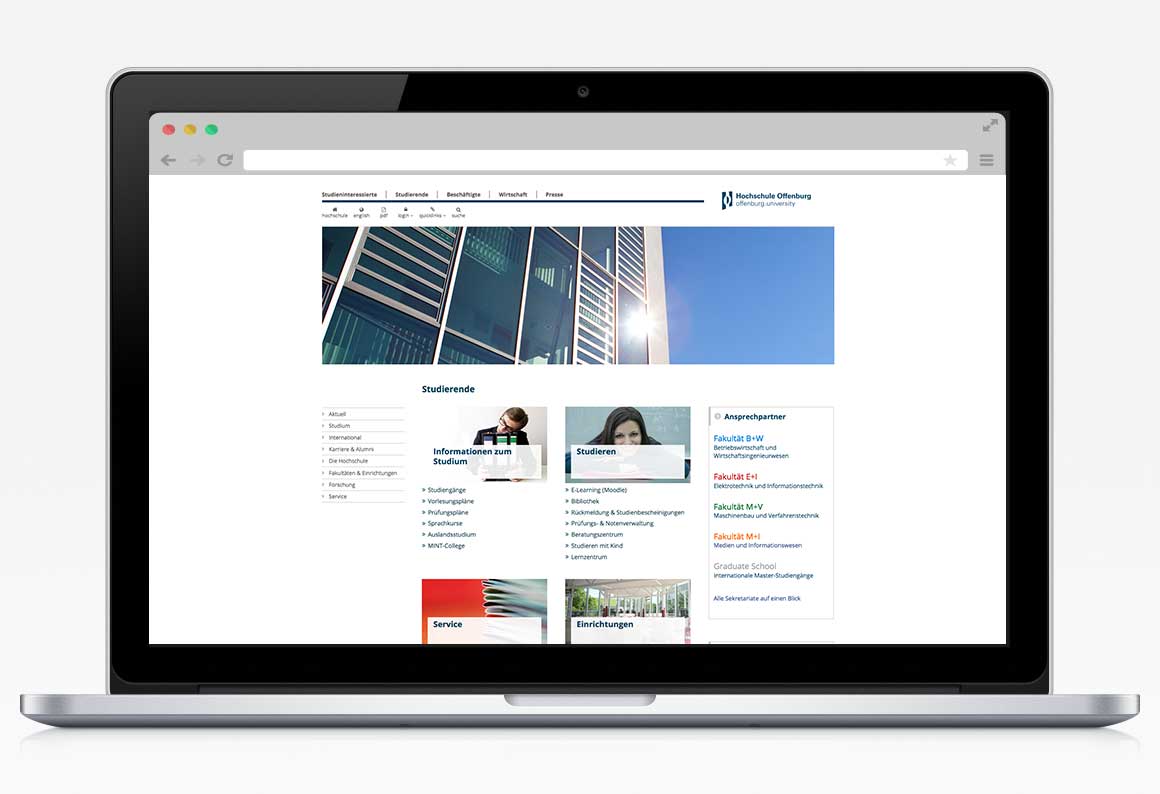 Studieninteressierte | Studierende | Beschäftigte | Wirtschaft | Presse
Hochschule Offenburg
offenburg.university
hochschule english pdf login quicklinks suche
Studierende
Aktuell
Studium
International
Karriere & Alumni
Die Hochschule
Fakultäten & Einrichtungen
Forschung
Service
Informationen zum
Studium
» Studiengänge
» Vorlesungspläne
» Prüfungspläne
» Sprachkurse
» Auslandsstudium
» MINT-College
Studieren
» E-Learning (Moodle)
» Bibliothek
» Rückmeldung & Studienbescheinigungen
» Prüfungs- & Notenverwaltung
» Beratungszentrum
» Studieren mit Kind
» Lernzentrum
Ansprechpartner
Fakultät B+W
Betriebswirtschaft und
Wirtschaftsingenieurwesen
Fakultät E+I
Elektrotechnik und Informationstechnik
Fakultät M+V
Maschinenbau und Verfahrenstechnik
Fakultät M+I
Medien und Informationswesen
Graduate School
Internationale Master-Studiengänge
Alle Sekretariate auf einen Blick
Service
Einrichtungen